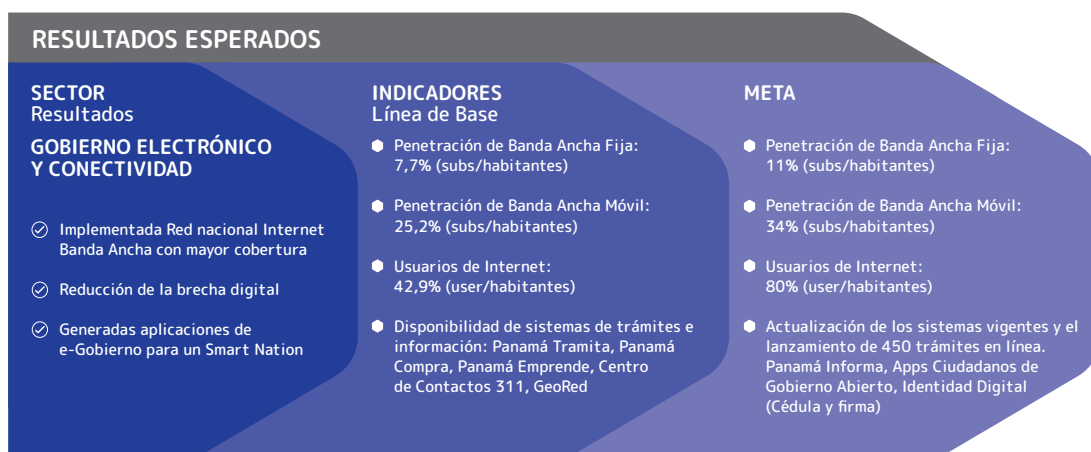 RESULTADOS ESPERADOS
SECTOR
Resultados
GOBIERNO ELECTRÓNICO
Y CONECTIVIDAD
Implementada Red nacional Internet
Banda Ancha con mayor cobertura
Reducción de la brecha digital
Generadas aplicaciones de
e-Gobierno para un Smart Nation
INDICADORES
Línea de Base
Penetración de Banda Ancha Fija:
7,7% (subs/habitantes)
Penetración de Banda Ancha Móvil:
25,2% (subs/habitantes)
Usuarios de Internet:
42,9% (user/habitantes)
Disponibilidad de sistemas de trámites e
información: Panamá Tramita, Panamá
Compra, Panamá Emprende, Centro
de Contactos 311, GeoRed
META
Penetración de Banda Ancha Fija:
11% (subs/habitantes)
Penetración de Banda Ancha Móvil:
34% (subs/habitantes)
Usuarios de Internet:
80% (user/habitantes)
Actualización de los sistemas vigentes y el
lanzamiento de 450 trámites en línea.
Panamá Informa, Apps Ciudadanos de
Gobierno Abierto, Identidad Digital
(Cédula y firma)